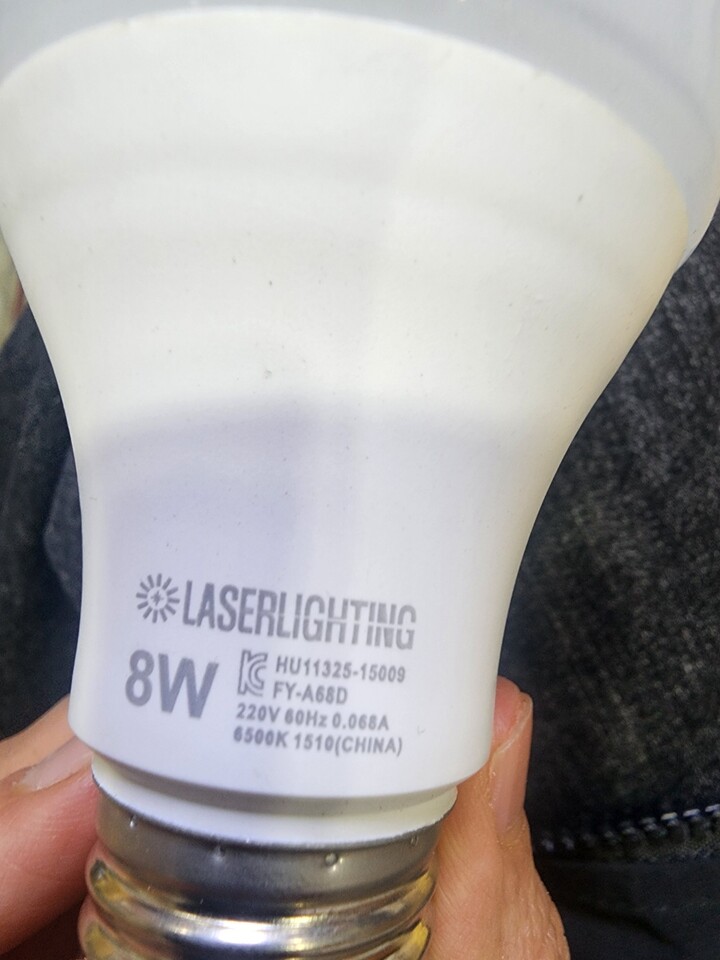 LASERLIGHTING
8W
HU11325-15009
FY-A68D
220V 60Hz 0.068A
6500K 1510(CHINA)